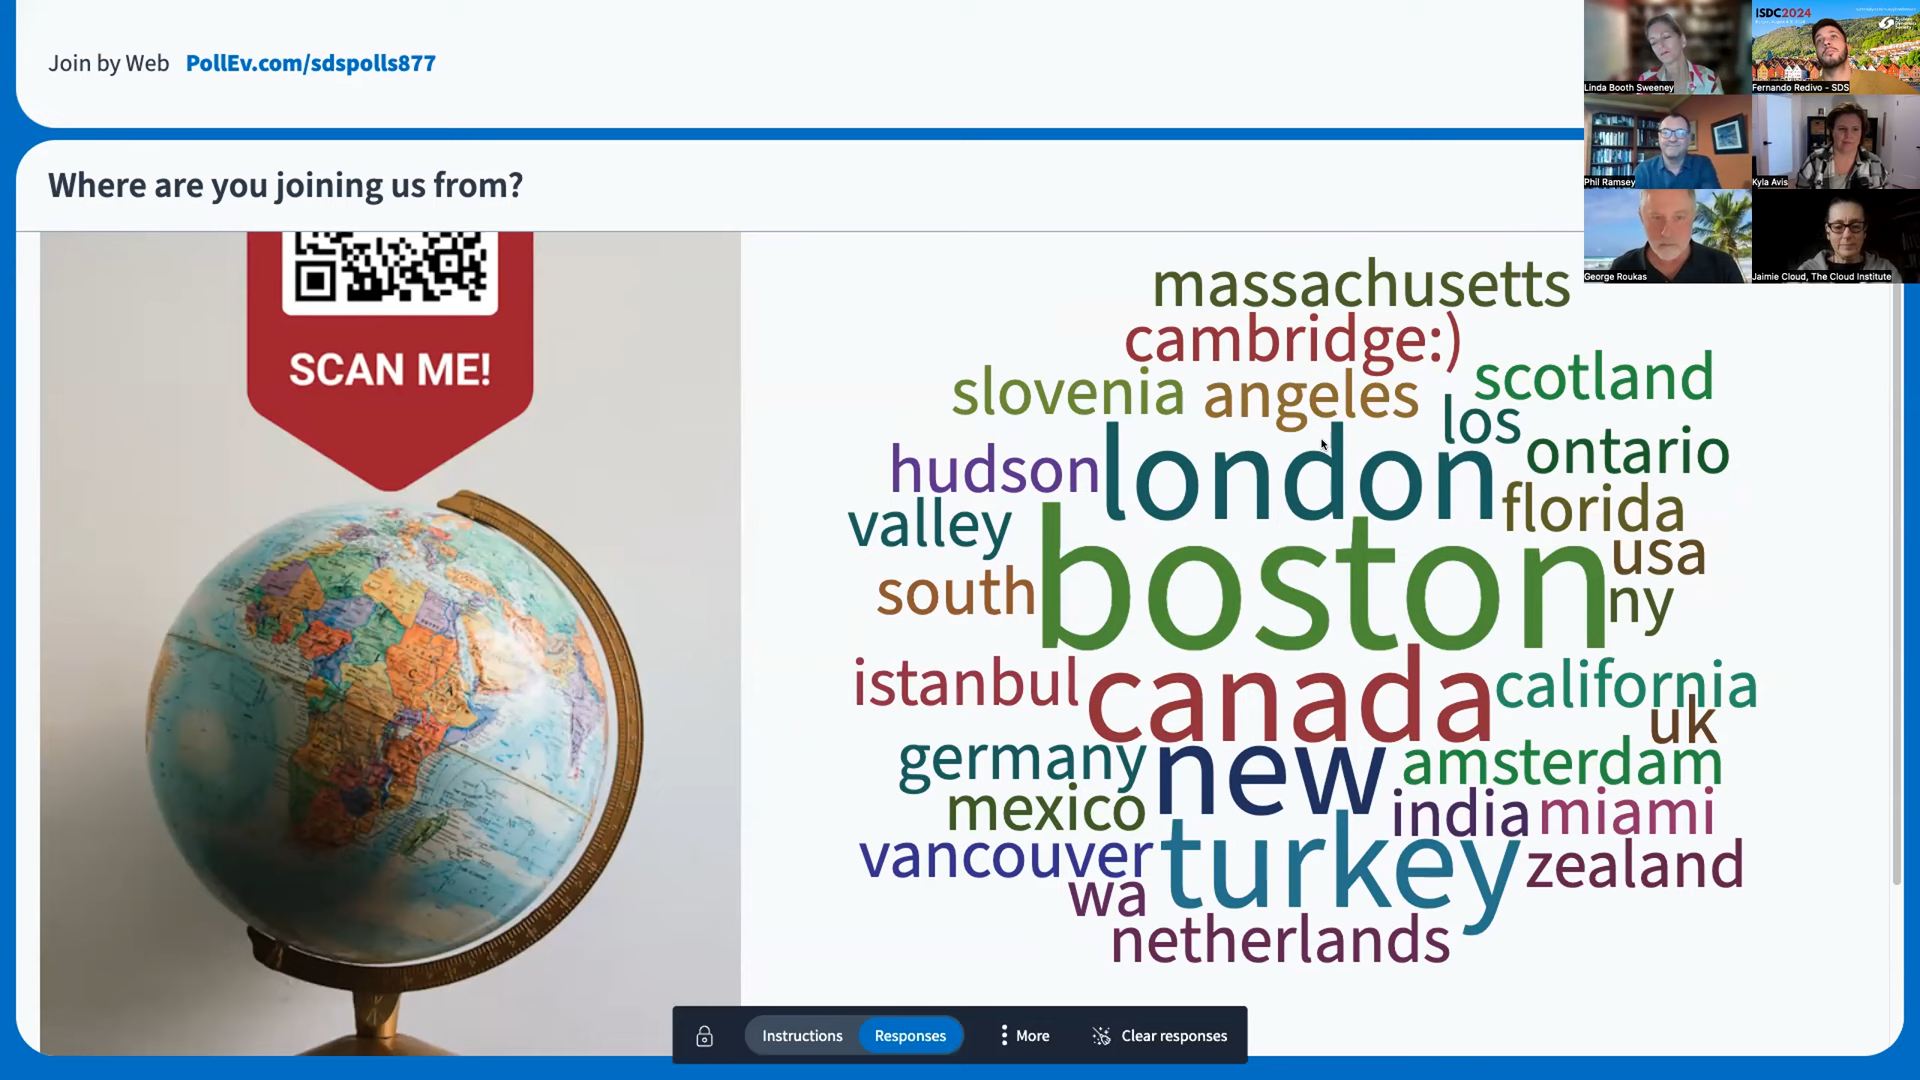 Join by Web PollEv.com/sdspolls877
Where are you joining us from?
SCAN ME!
massachusetts
cambridge:)
scotland
slovenia angeles
los
ontario
hudson london
florida
valley
boston
usa
south
ny
istanbul canada california
uk
germany new amsterdam
mexico
india miami
vancouver turkey zealand
wa
netherlands
Instructions Responses More Clear responses
ISDC2024
Linda Booth Sweeney
Fernando Redivo - SDS
Phil Ramsey
Kyla Avis
George Roukas
Jaimie Cloud, The Cloud Institute